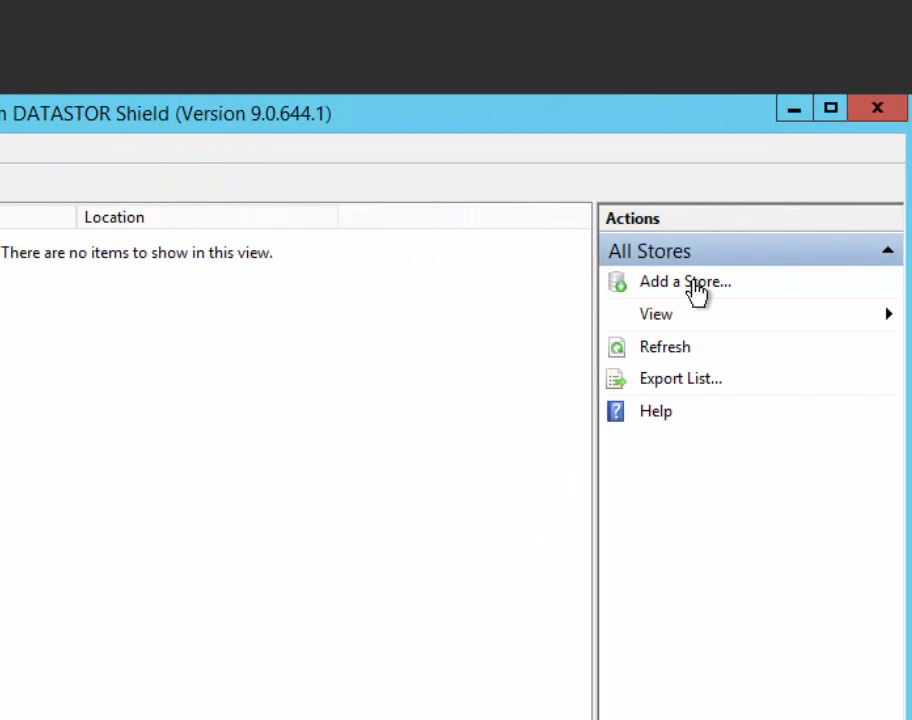 n DATASTOR Shield (Version 9.0.644.1)
Location
There are no items to show in this view.
Actions
All Stores
Add a Store...
View
Refresh
Export List...
Help